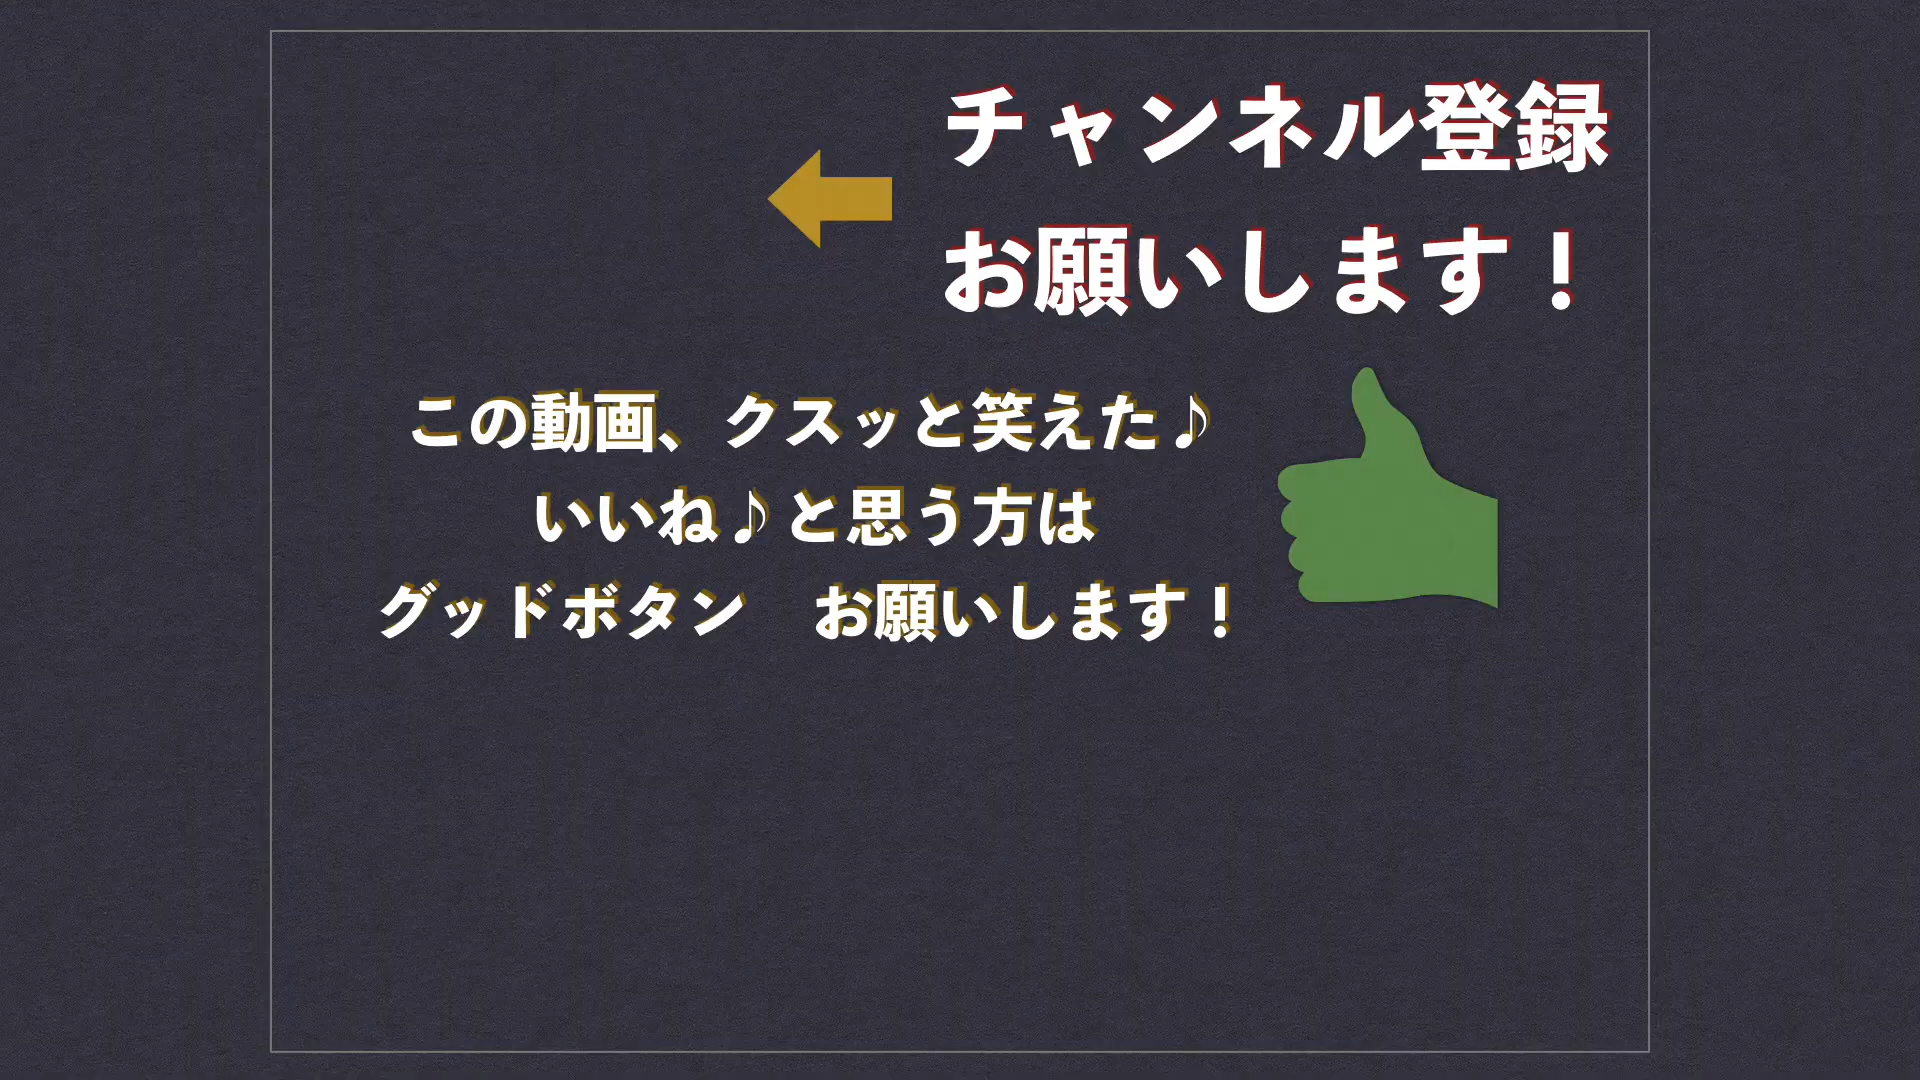 チャンネル登録
お願いします！
この動画、クスッと笑えた♪
いいね♪と思う方は
グッドボタン　お願いします！